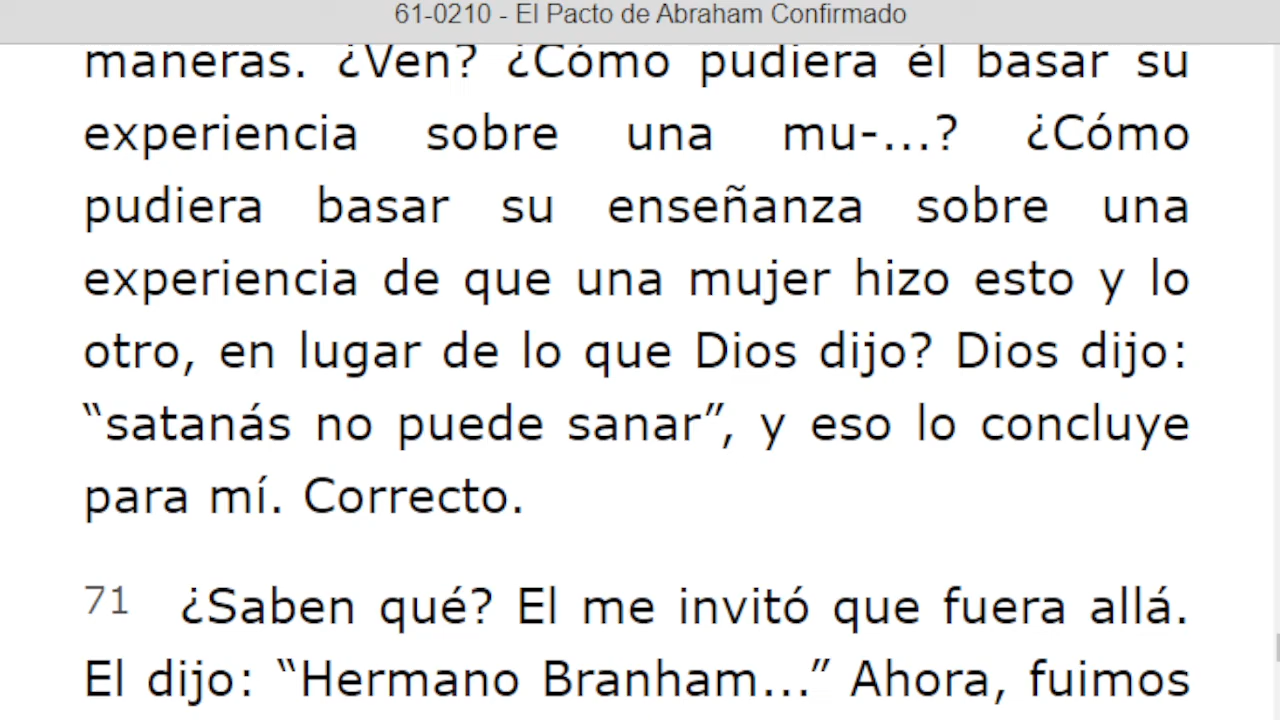 61-0210 - El Pacto de Abraham Confirmado
maneras. ¿Ven? ¿Cómo pudiera él basar su
experiencia sobre una mu-...? ¿Cómo
pudiera basar su enseñanza sobre una
experiencia de que una mujer hizo esto y lo
otro, en lugar de lo que Dios dijo? Dios dijo:
“satanás no puede sanar”, y eso lo concluye
para mí. Correcto.
71 ¿Saben qué? El me invitó que fuera allá.
El dijo: “Hermano Branham...” Ahora, fuimos